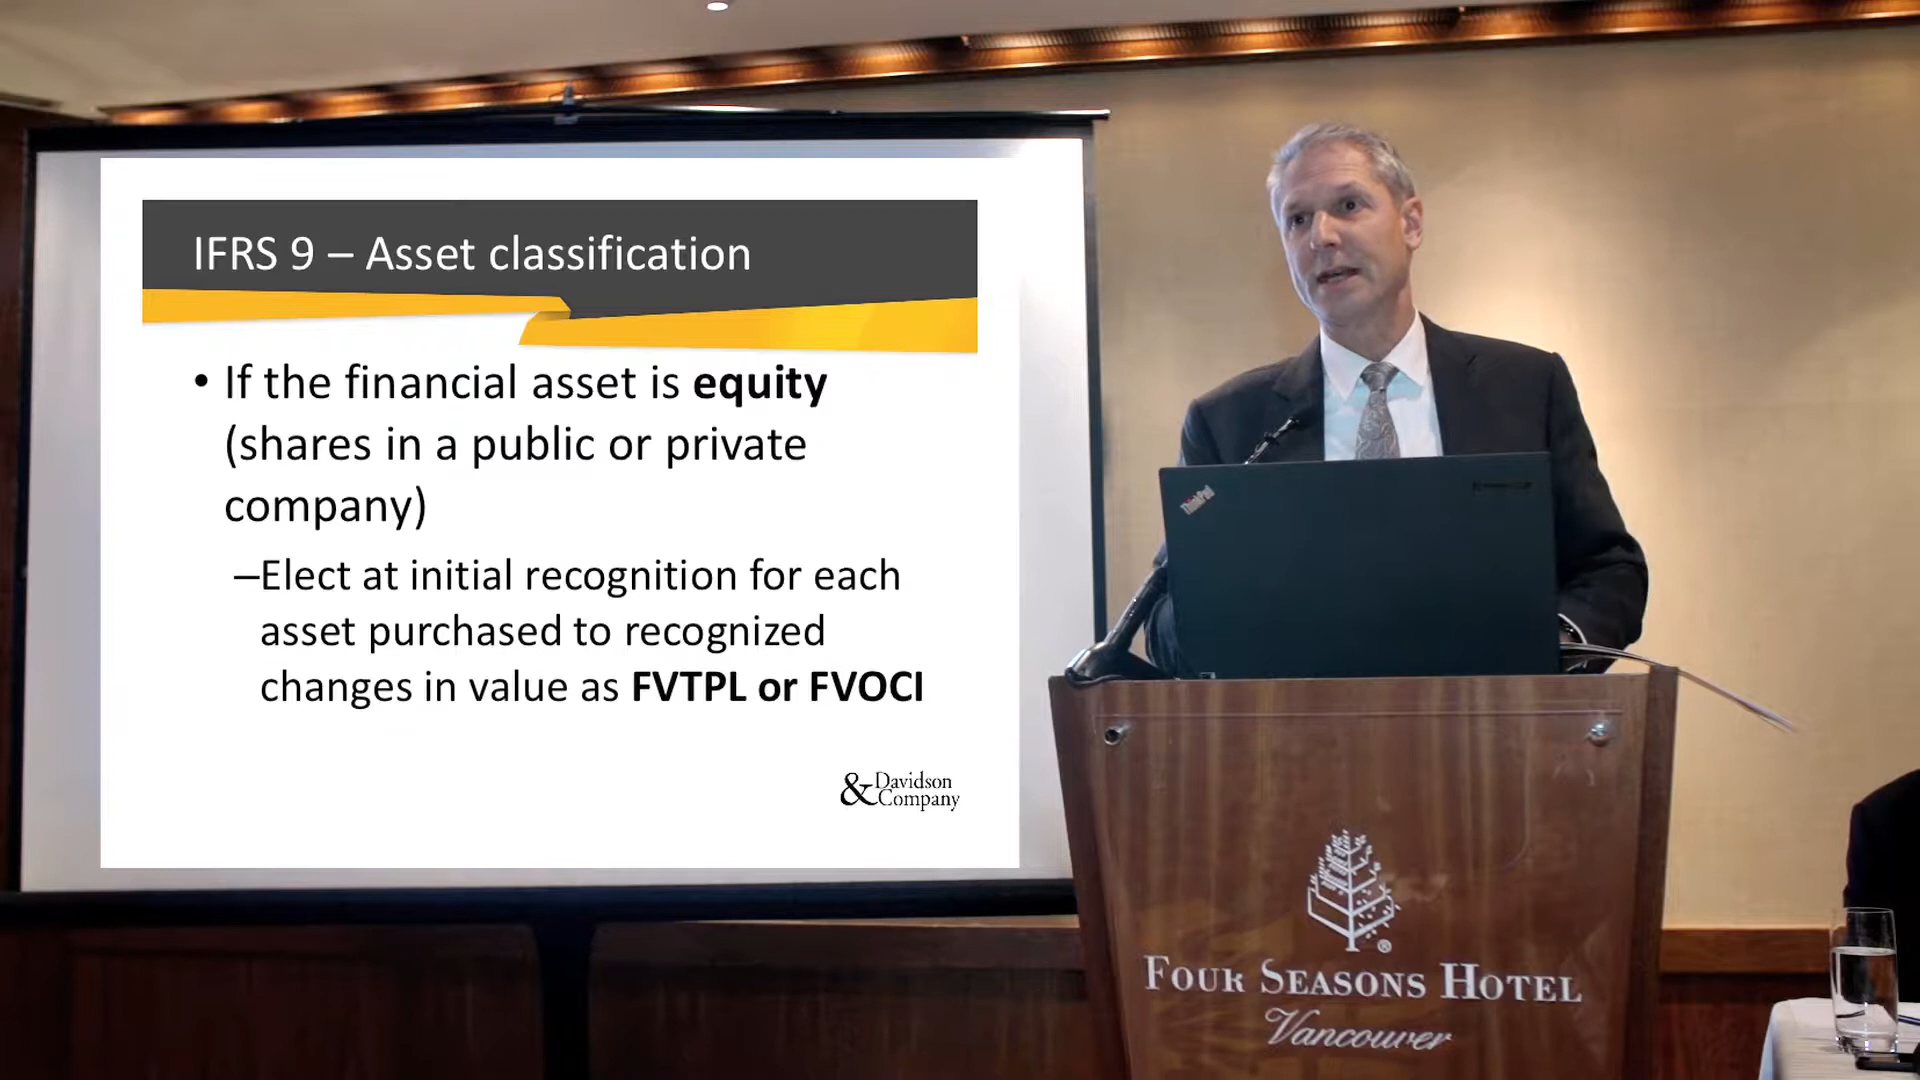 IFRS 9 – Asset classification
• If the financial asset is equity
(shares in a public or private
company)
–Elect at initial recognition for each
asset purchased to recognized
changes in value as FVTPL or FVOCI
& Davidson
Company
ThinkPad
®
FOUR SEASONS HOTEL
Vancouver